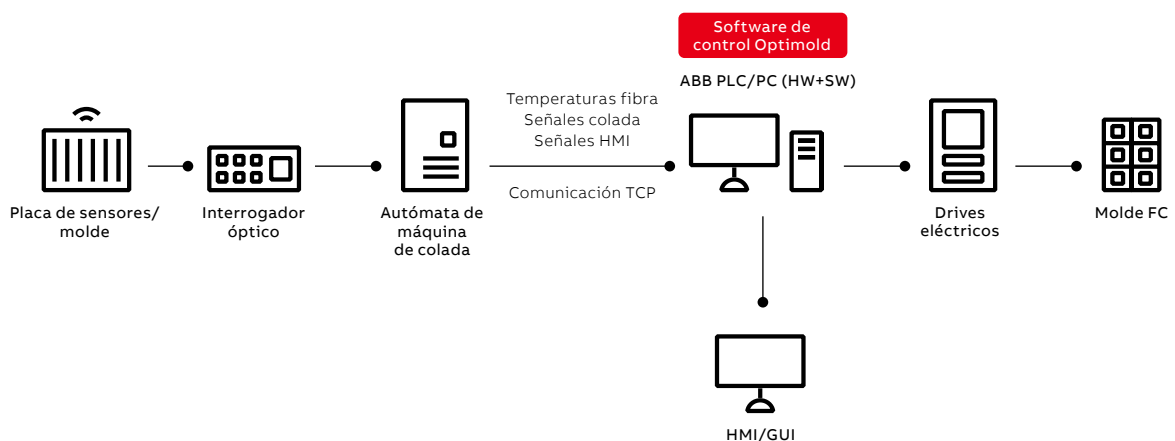 Software de
control Optimold
ABB PLC/PC (HW+SW)
Temperaturas fibra
Señales colada
Señales HMI
Comunicación TCP
Placa de sensores/
molde
Interrogador
óptico
Autómata de
máquina
de colada
Drives
eléctricos
Molde FC
HMI/GUI